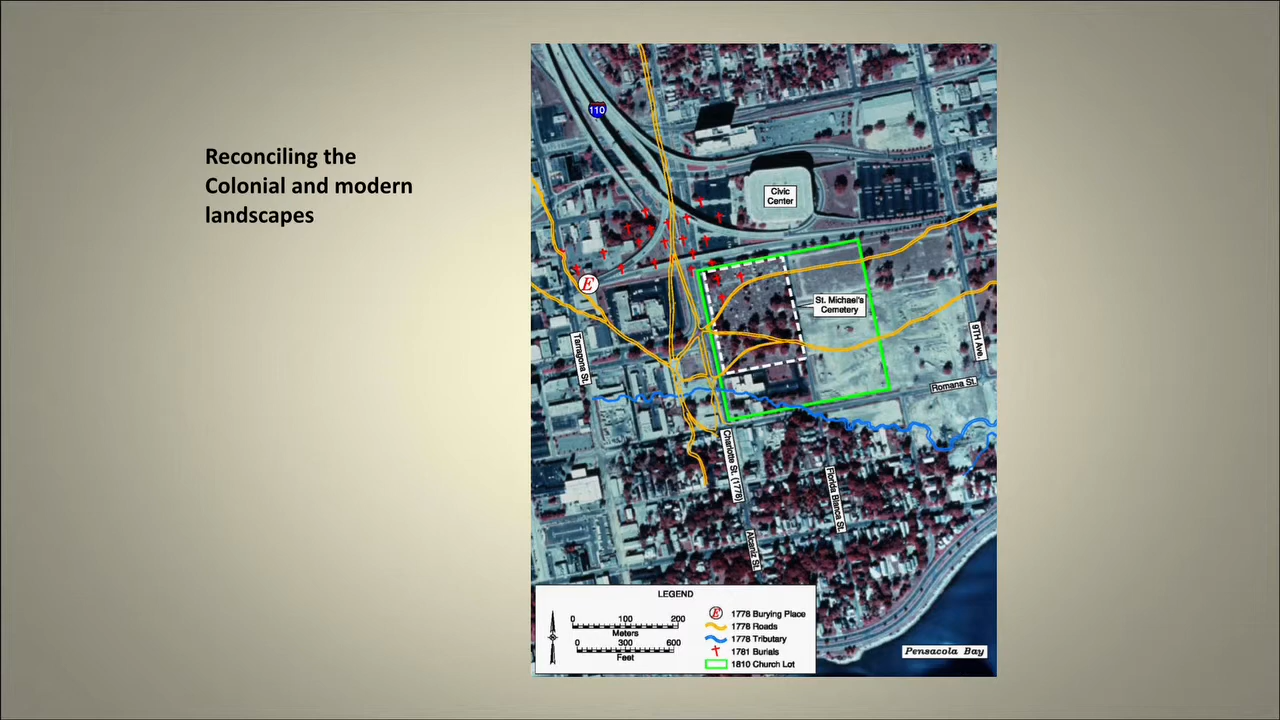 Reconciling the
Colonial and modern
landscapes
110
Civic
Center
E
St. Michael's
Cemetery
Tarragona St.
9TH Ave.
Romana St.
Charlotte St. (1778)
Florida Blanca St.
Alcaniz St.
LEGEND
0 100 200
Meters
0 300 600
Feet
E 1778 Burying Place
1778 Roads
1778 Tributary
1781 Burials
1810 Church Lot
Pensacola Bay